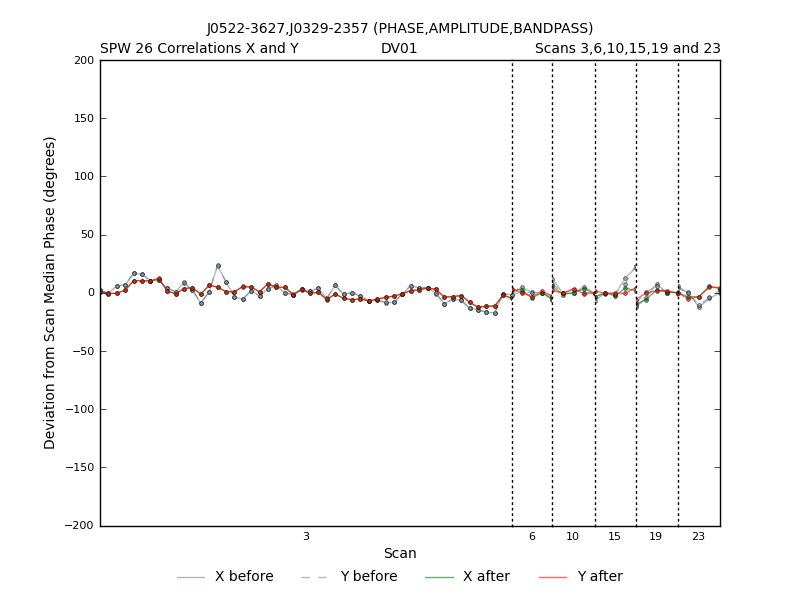 J0522-3627,J0329-2357 (PHASE,AMPLITUDE,BANDPASS)
SPW 26 Correlations X and Y DV01 Scans 3,6,10,15,19 and 23
200
150
100
50
0
−50
−100
−150
−200
Deviation from Scan Median Phase (degrees)
3 6 10 15 19 23
Scan
X before Y before X after Y after